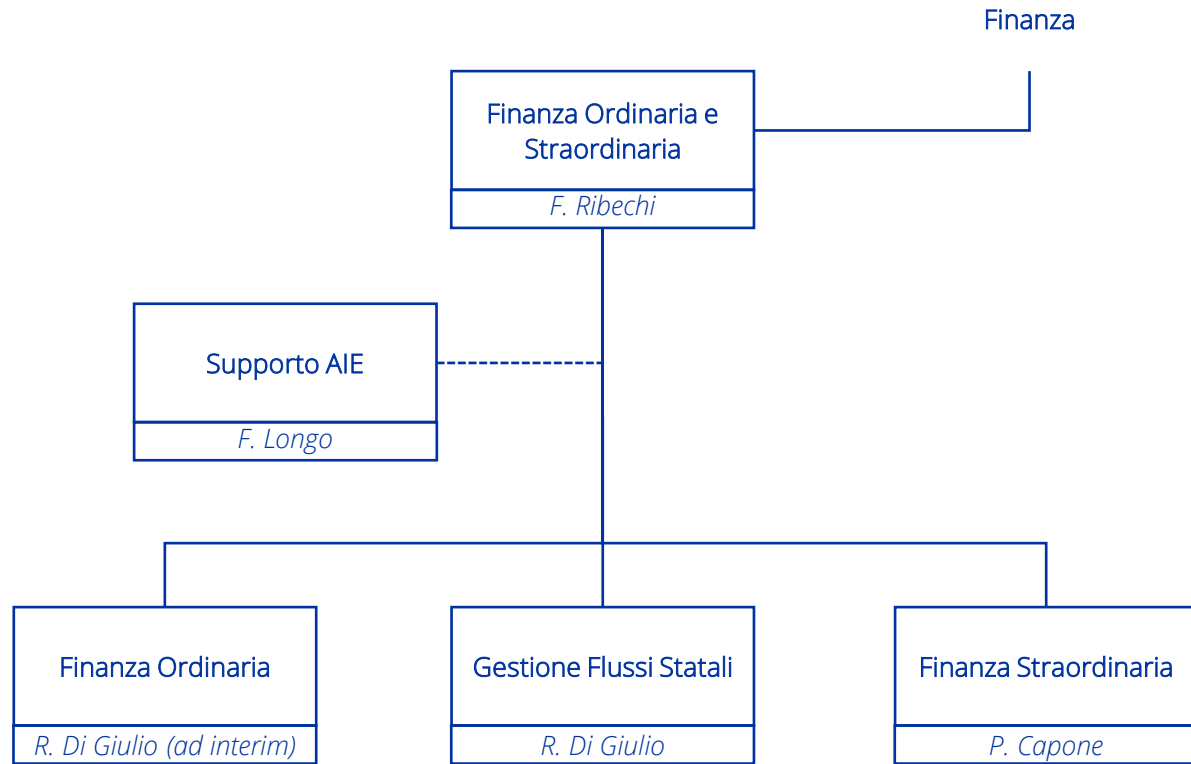 Finanza
Finanza Ordinaria e
Straordinaria
F. Ribechi
Supporto AIE
F. Longo
Finanza Ordinaria
R. Di Giulio (ad interim)
Gestione Flussi Statali
R. Di Giulio
Finanza Straordinaria
P. Capone